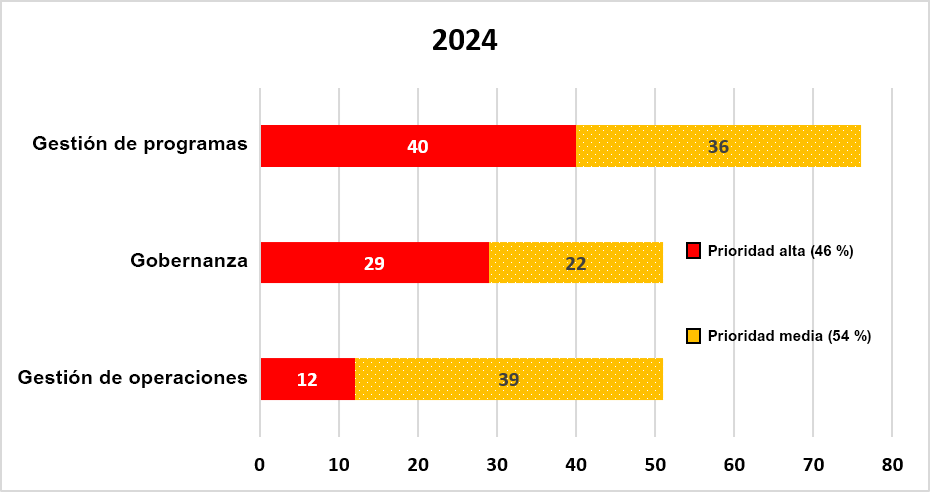 2024
Gestión de programas
40
36
Gobernanza
29
22
Prioridad alta (46 %)
Prioridad media (54 %)
Gestión de operaciones
12
39
0 10 20 30 40 50 60 70 80